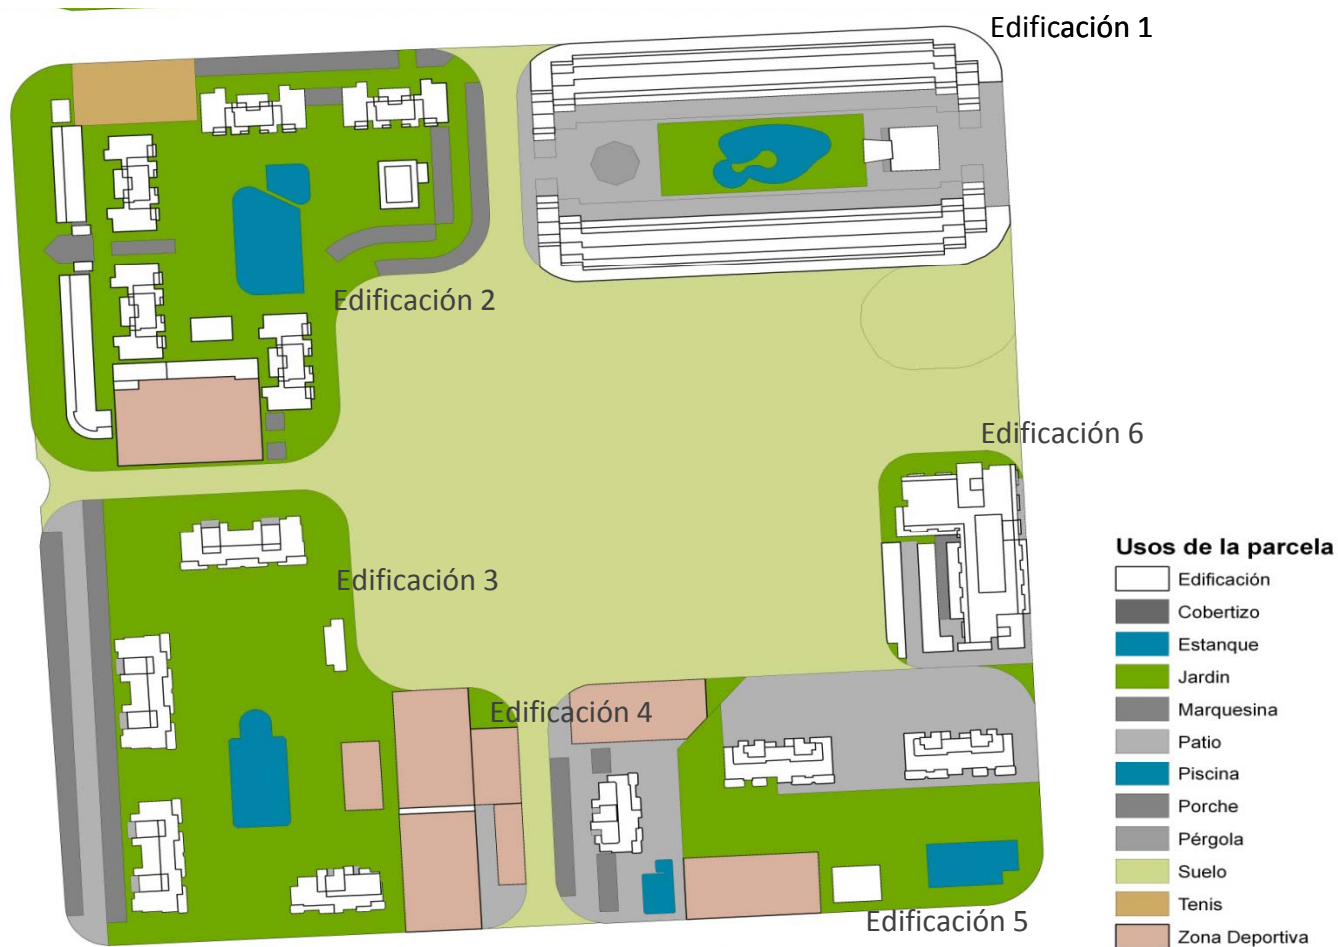 Edificación 1
Edificación 2
Edificación 6
Edificación 3
Edificación 4
Edificación 5
Usos de la parcela
Edificación
Cobertizo
Estanque
Jardin
Marquesina
Patio
Piscina
Porche
Pérgola
Suelo
Tenis
Zona Deportiva